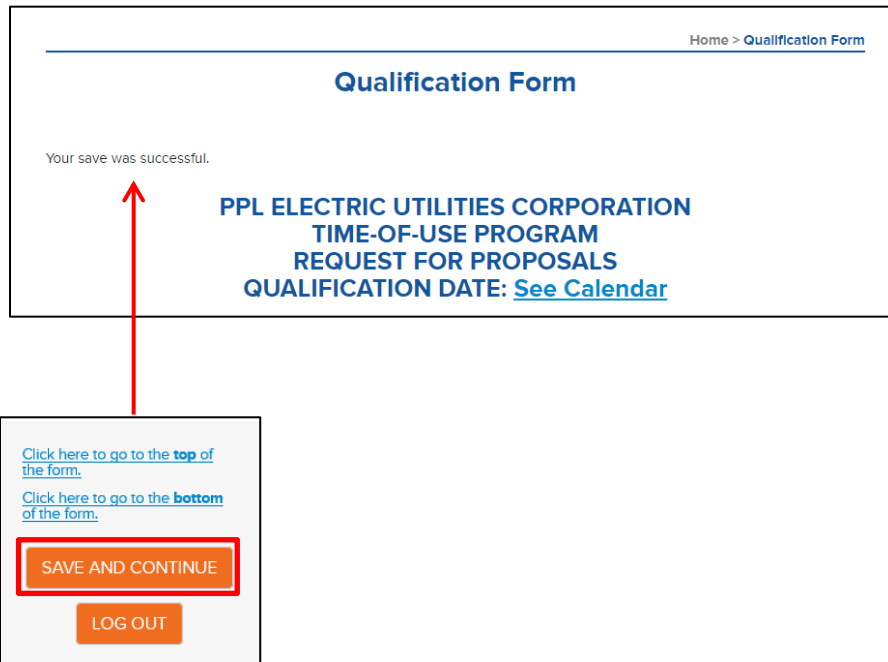 Home > Qualification Form
Qualification Form
Your save was successful.
PPL ELECTRIC UTILITIES CORPORATION
TIME-OF-USE PROGRAM
REQUEST FOR PROPOSALS
QUALIFICATION DATE: See Calendar
Click here to go to the top of
the form.
Click here to go to the bottom
of the form.
SAVE AND CONTINUE
LOG OUT